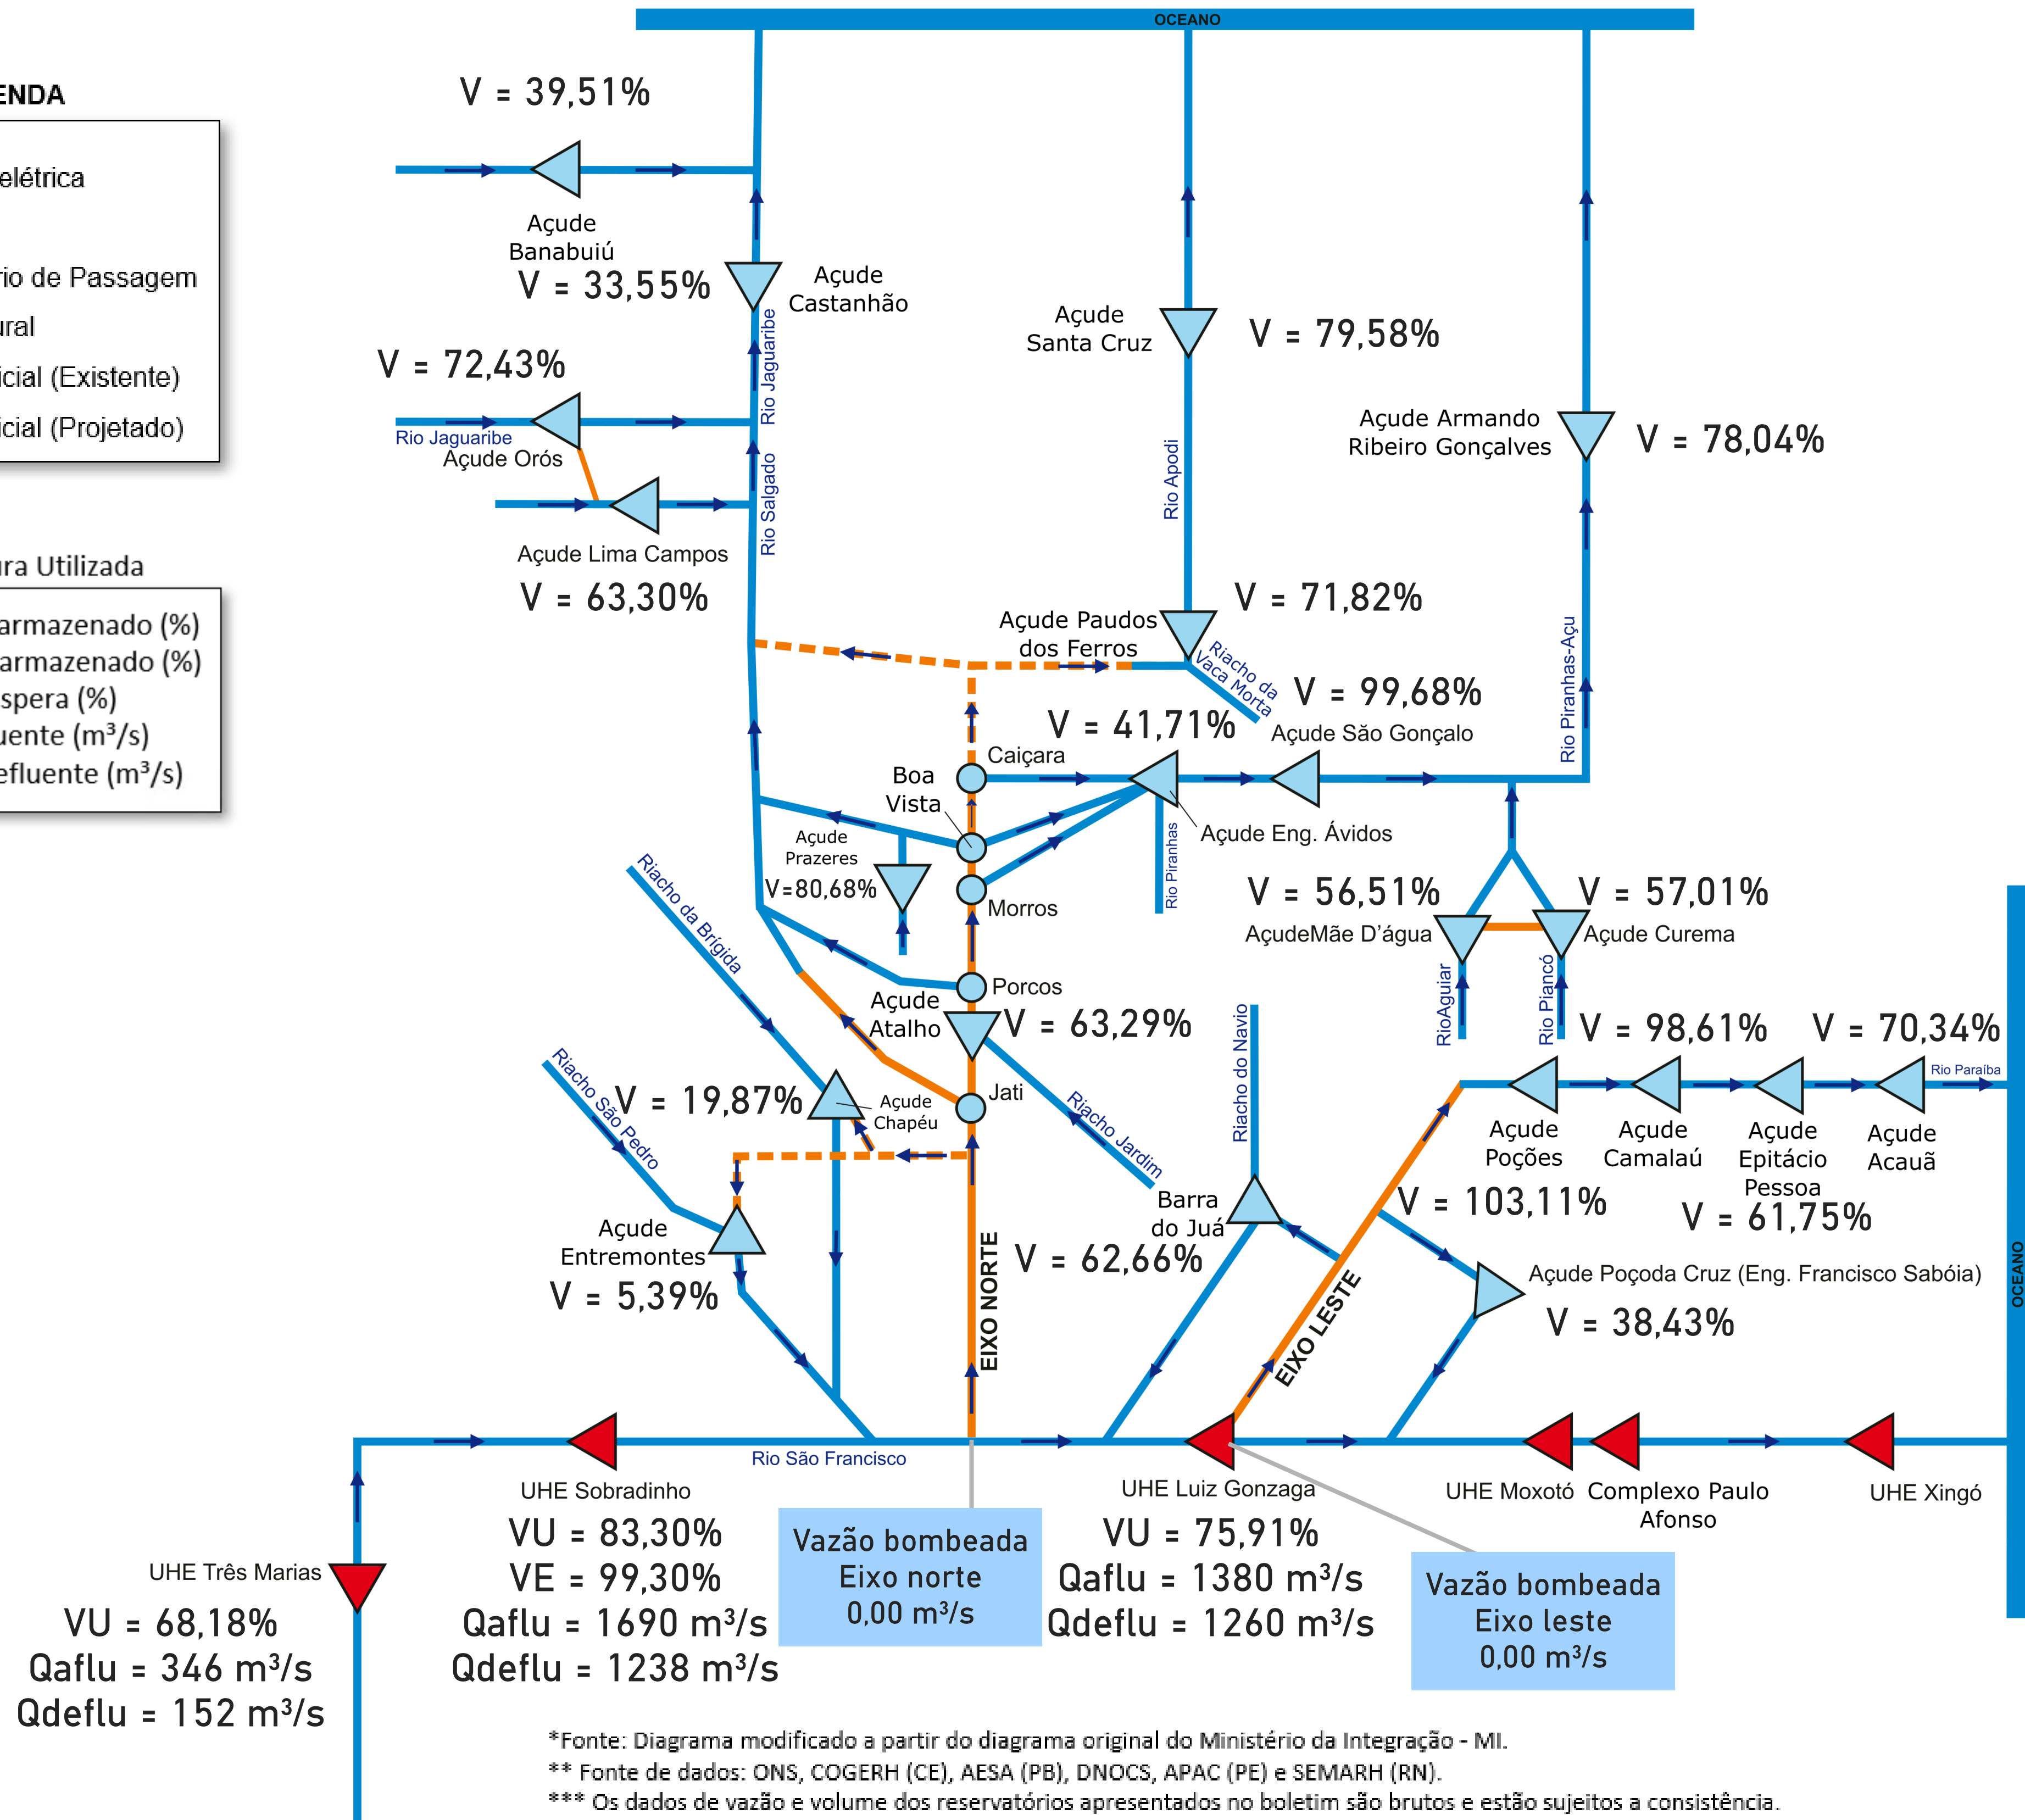 OCEANO
ENDA
elétrica
rio de Passagem
ural
icial (Existente)
icial (Projetado)
ura Utilizada
armazenado (%)
armazenado (%)
spera (%)
uente (m³/s)
efluente (m³/s)
V = 39,51%
Açude
Banabuiú
V = 33,55%
Açude
Castanhão
Rio Jaguaribe
V = 72,43%
Rio Jaguaribe
Açude Orós
Rio Salgado
Açude Lima Campos
V = 63,30%
Açude
Santa Cruz
V = 79,58%
Rio Apodi
Açude Armando
Ribeiro Gonçalves
V = 78,04%
Açude Paudos
dos Ferros
V = 71,82%
Riacho da
Vaca Morta
Rio Piranhas-Açu
V = 99,68%
Açude São Gonçalo
V = 41,71%
Caiçara
Boa
Vista
Açude Eng. Ávidos
Rio Piranhas
Açude
Prazeres
V=80,68%
Morros
Riacho da Brígida
V = 56,51%
AçudeMãe D'água
V = 57,01%
Açude Curema
RioAguiar
Rio Piancó
Porcos
Açude
Atalho
V = 63,29%
Riacho São Pedro
V = 19,87%
Açude
Chapéu
Jati
Riacho Jardim
Riacho do Navio
V = 98,61%
V = 70,34%
Rio Paraíba
Açude
Poções
Açude
Camalaú
Açude
Epitácio
Pessoa
Açude
Acauã
V = 103,11%
V = 61,75%
Barra
do Juá
V = 62,66%
Açude
Entremontes
V = 5,39%
EIXO NORTE
EIXO LESTE
Açude Poçoda Cruz (Eng. Francisco Sabóia)
V = 38,43%
OCEANO
Rio São Francisco
UHE Sobradinho
VU = 83,30%
VE = 99,30%
Qaflu = 1690 m³/s
Qdeflu = 1238 m³/s
Vazão bombeada
Eixo norte
0,00 m³/s
UHE Luiz Gonzaga
VU = 75,91%
Qaflu = 1380 m³/s
Qdeflu = 1260 m³/s
Vazão bombeada
Eixo leste
0,00 m³/s
UHE Moxotó
Complexo Paulo
Afonso
UHE Xingó
UHE Três Marias
VU = 68,18%
Qaflu = 346 m³/s
Qdeflu = 152 m³/s
*Fonte: Diagrama modificado a partir do diagrama original do Ministério da Integração - MI.
** Fonte de dados: ONS, COGERH (CE), AESA (PB), DNOCS, APAC (PE) e SEMARH (RN).
*** Os dados de vazão e volume dos reservatórios apresentados no boletim são brutos e estão sujeitos a consistência.